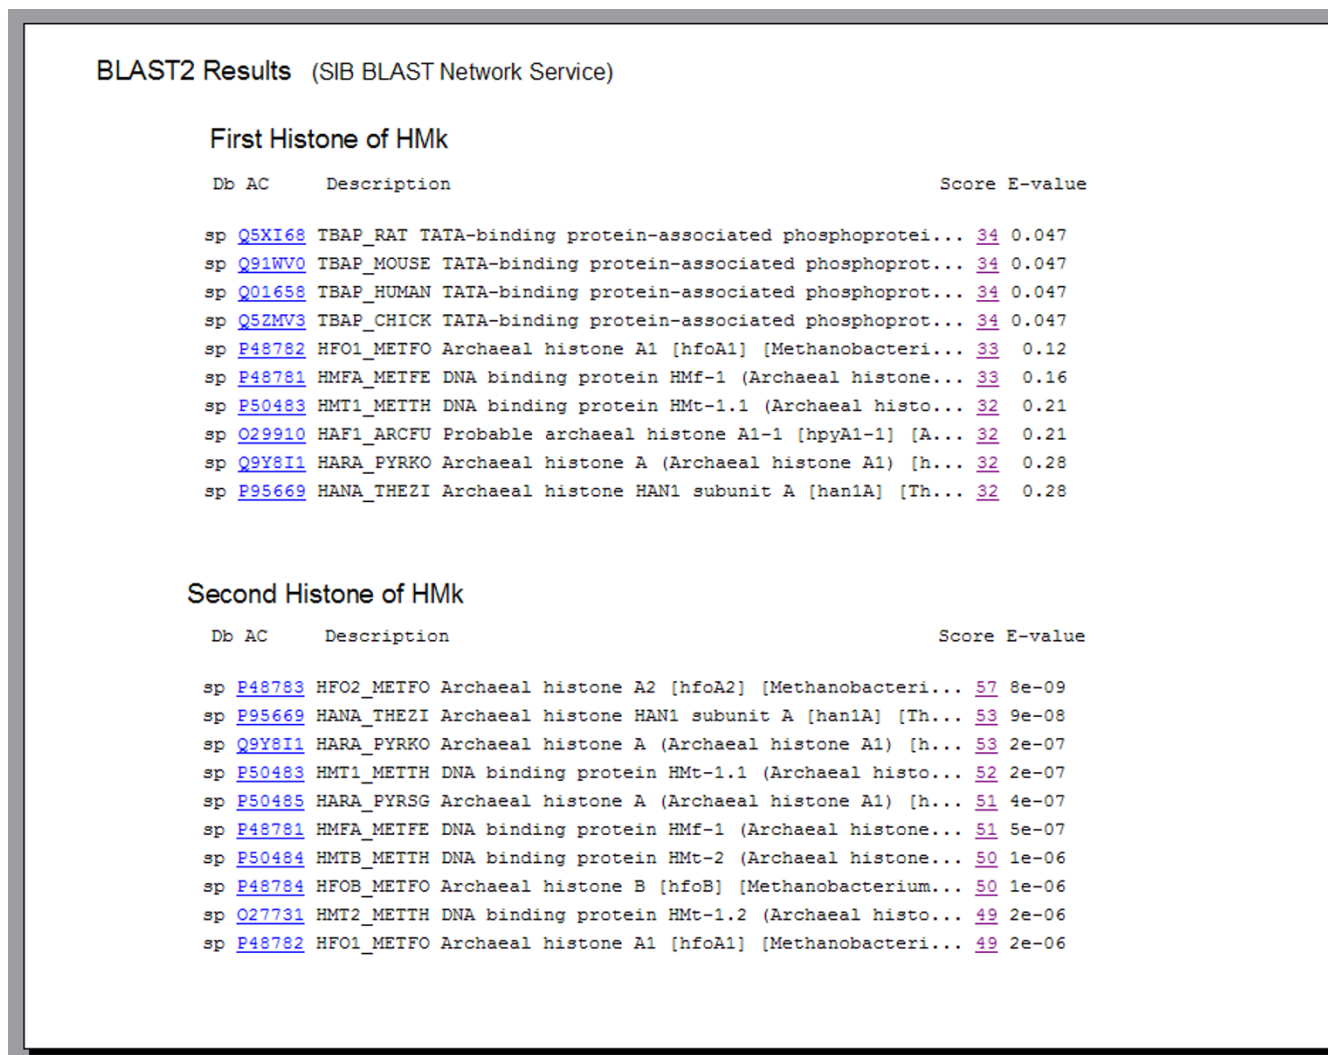 BLAST2 Results (SIB BLAST Network Service)
First Histone of HMk
Db AC Description Score E-value
sp Q5XI68 TBAP_RAT TATA-binding protein-associated phosphoprotei... 34 0.047
sp Q91WV0 TBAP_MOUSE TATA-binding protein-associated phosphoprot... 34 0.047
sp Q01658 TBAP_HUMAN TATA-binding protein-associated phosphoprot... 34 0.047
sp Q5ZMV3 TBAP_CHICK TATA-binding protein-associated phosphoprot... 34 0.047
sp P48782 HFO1_METFO Archaeal histone A1 [hfoA1] [Methanobacteri... 33 0.12
sp P48781 HMFA_METFE DNA binding protein HMf-1 (Archaeal histone... 33 0.16
sp P50483 HMT1_METTH DNA binding protein HMt-1.1 (Archaeal histo... 32 0.21
sp O29910 HAF1_ARCFU Probable archaeal histone A1-1 [hpyA1-1] [A... 32 0.21
sp Q9Y8I1 HARA_PYRKO Archaeal histone A (Archaeal histone A1) [h... 32 0.28
sp P95669 HANA_THEZI Archaeal histone HAN1 subunit A [han1A] [Th... 32 0.28
Second Histone of HMk
Db AC Description Score E-value
sp P48783 HFO2_METFO Archaeal histone A2 [hfoA2] [Methanobacteri... 57 8e-09
sp P95669 HANA_THEZI Archaeal histone HAN1 subunit A [han1A] [Th... 53 9e-08
sp Q9Y8I1 HARA_PYRKO Archaeal histone A (Archaeal histone A1) [h... 53 2e-07
sp P50483 HMT1_METTH DNA binding protein HMt-1.1 (Archaeal histo... 52 2e-07
sp P50485 HARA_PYRSG Archaeal histone A (Archaeal histone A1) [h... 51 4e-07
sp P48781 HMFA_METFE DNA binding protein HMf-1 (Archaeal histone... 51 5e-07
sp P50484 HMTB_METTH DNA binding protein HMt-2 (Archaeal histone... 50 1e-06
sp P48784 HFOB_METFO Archaeal histone B [hfoB] [Methanobacterium... 50 1e-06
sp O27731 HMT2_METTH DNA binding protein HMt-1.2 (Archaeal histo... 49 2e-06
sp P48782 HFO1_METFO Archaeal histone A1 [hfoA1] [Methanobacteri... 49 2e-06